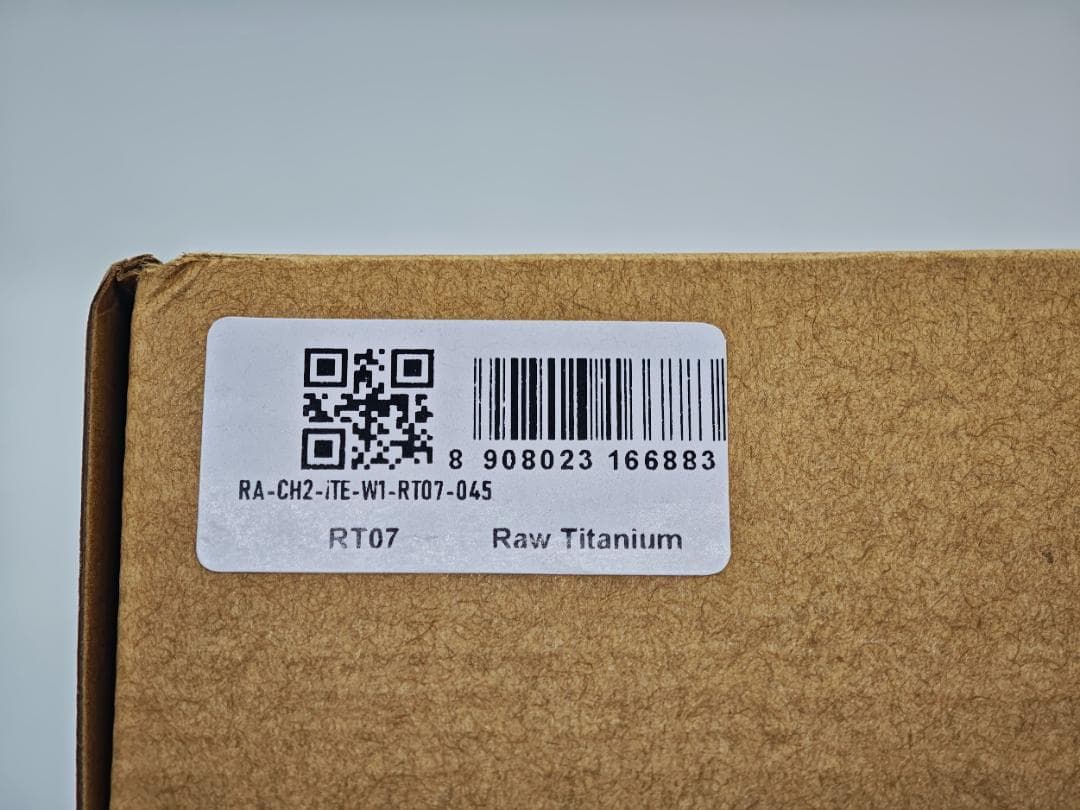 8 908023 166883
RA-CH2-iTE-W1-RT07-045
RT07 Raw Titanium